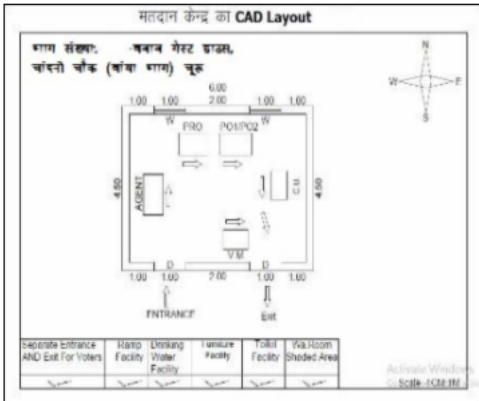 मतदान केन्द्र का CAD Layout
भाग संख्या. नवाब गेस्ट हाउस,
चांदनी चौक (बांया भाग) चूरू
N
W E
S
6.00
1.00 1.00 2.00 1.00 1.00
W W
PRO PO1/PO2
4.50 AGENT C.U. 4.50
V.M
D D
1.00 1.00 2.00 1.00 1.00
ENTRANCE Exit
Separate Entrance AND Exit For Voters
Ramp Facility
Drinking Water Facility
Furniture Facility
Toilet Facility
Wa.Room Shaded Area
Activate Windows
Scale -1CM:1M